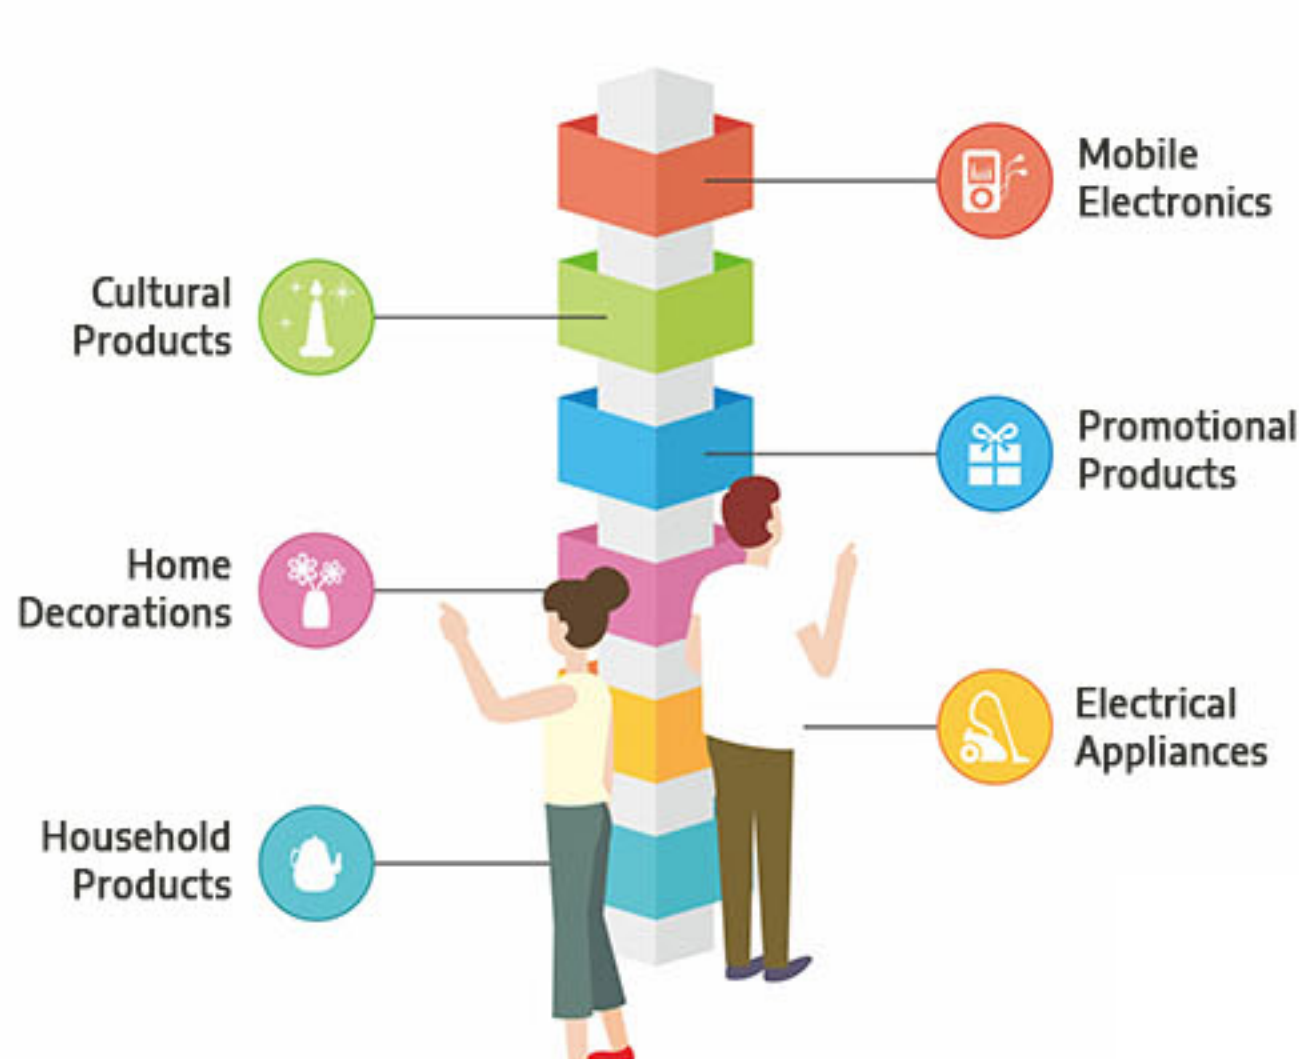 Mobile
Electronics
Cultural
Products
Promotional
Products
Home
Decorations
Electrical
Appliances
Household
Products